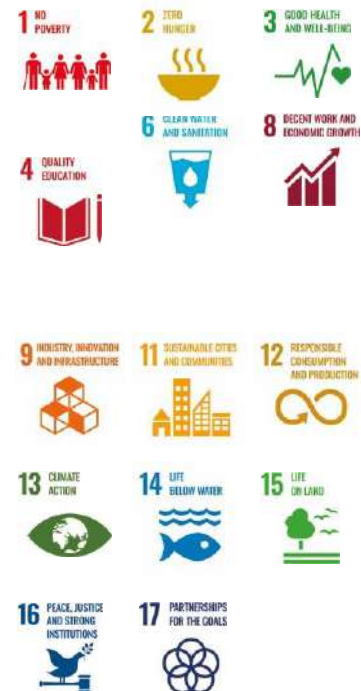 1 NO
POVERTY
2 ZERO
HUNGER
3 GOOD HEALTH
AND WELL-BEING
4 QUALITY
EDUCATION
6 CLEAN WATER
AND SANITATION
8 DECENT WORK AND
ECONOMIC GROWTH
9 INDUSTRY, INNOVATION
AND INFRASTRUCTURE
11 SUSTAINABLE CITIES
AND COMMUNITIES
12 RESPONSIBLE
CONSUMPTION
AND PRODUCTION
13 CLIMATE
ACTION
14 LIFE
BELOW WATER
15 LIFE
ON LAND
16 PEACE, JUSTICE
AND STRONG
INSTITUTIONS
17 PARTNERSHIPS
FOR THE GOALS